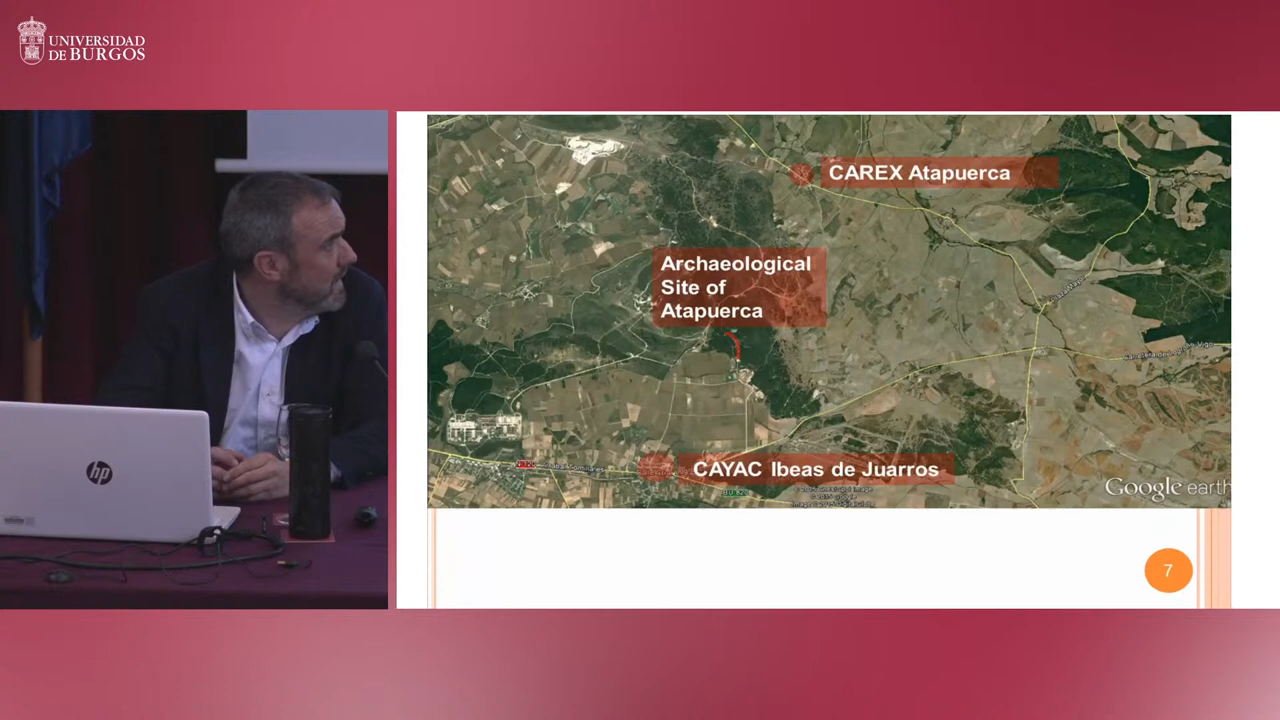 UNIVERSIDAD
DE BURGOS
CAREX Atapuerca
Archaeological
Site of
Atapuerca
CAYAC Ibeas de Juarros
Google earth
7
hp